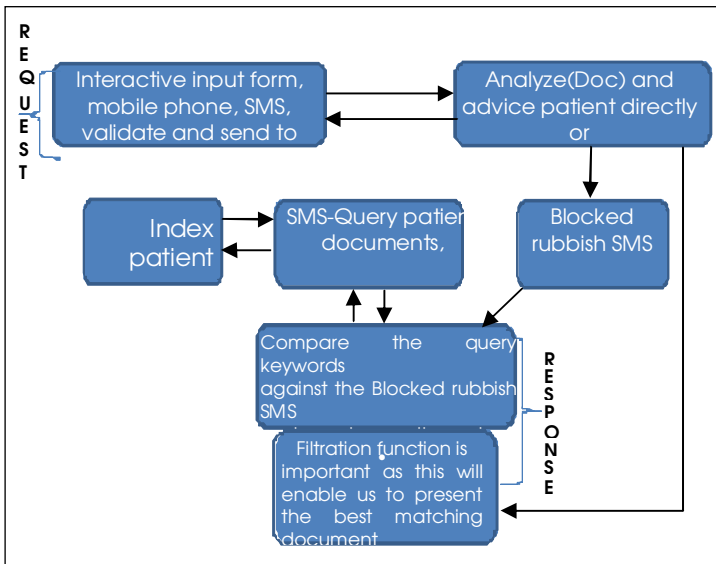 REQUEST
Interactive input form,
mobile phone, SMS,
validate and send to
Analyze(Doc) and
advice patient directly
or
Index
patient
SMS-Query patien
documents,
Blocked
rubbish SMS
Compare the query
keywords
against the Blocked rubbish
SMS
RESPONSE
Filtration function is
important as this will
enable us to present
the best matching
document